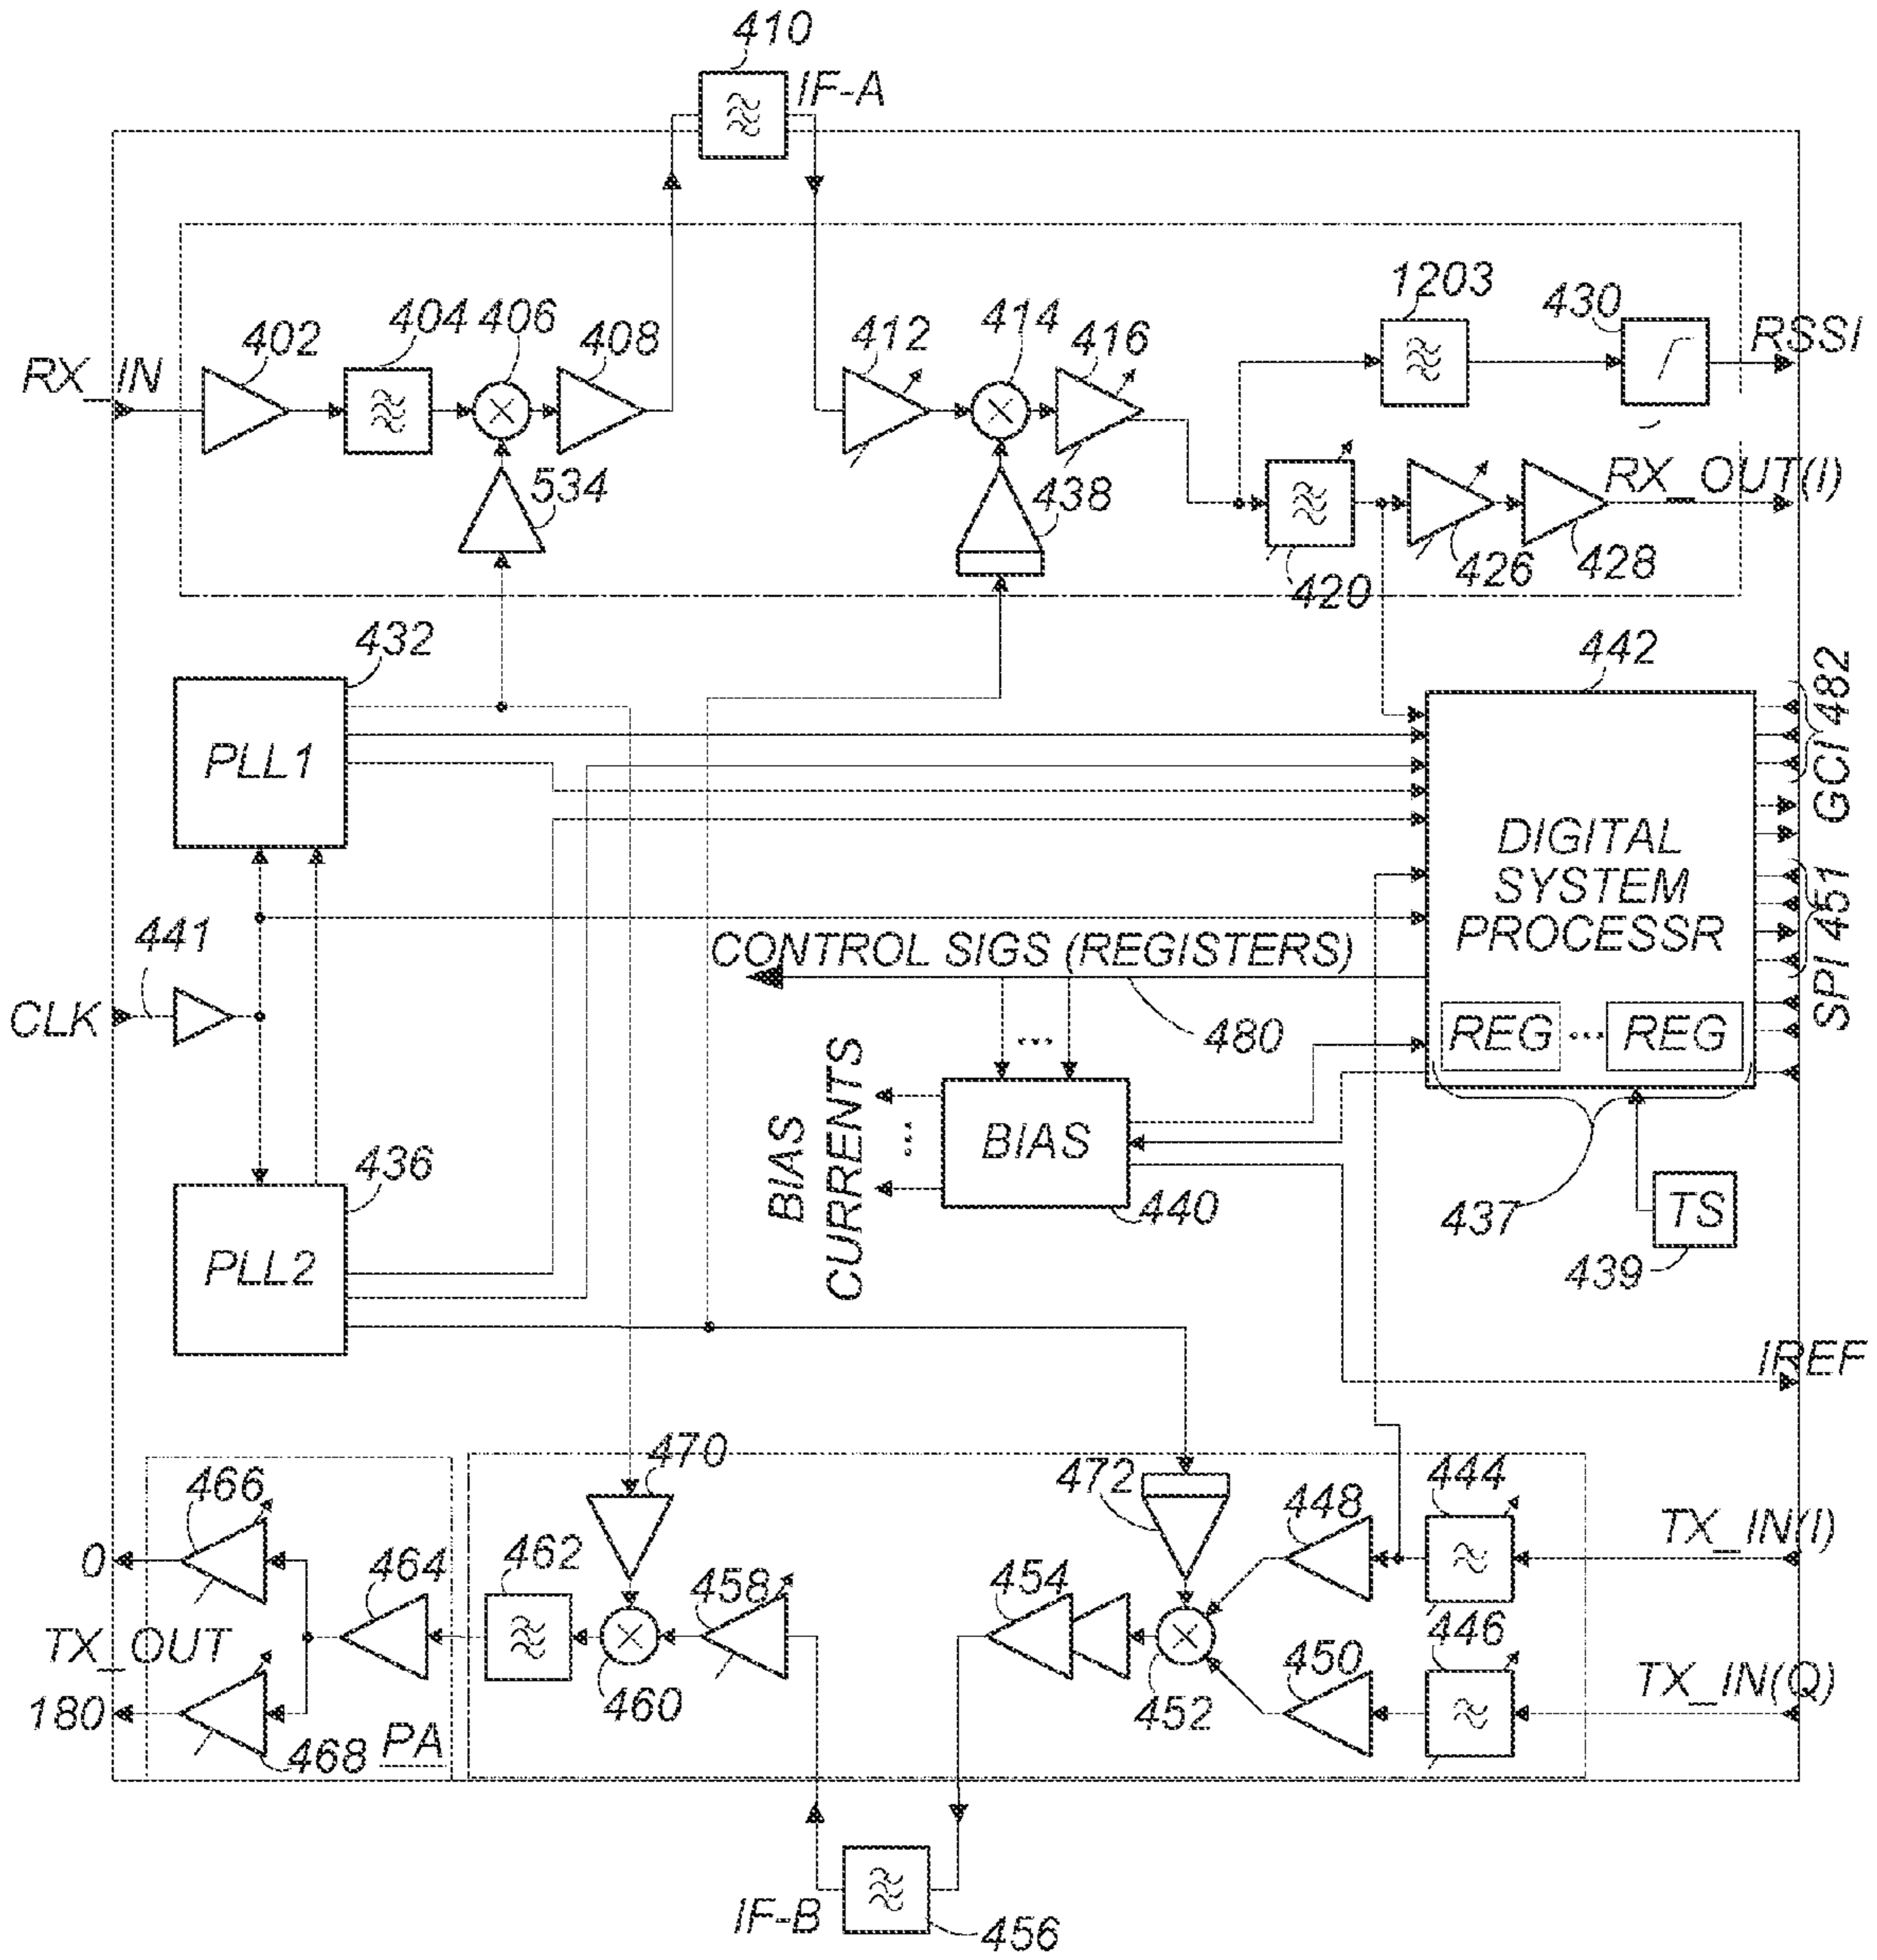 410
IF-A
1203
430
RSSI
402
404
406
408
412
414
416
RX_IN
534
438
RX_OUT(I)
420
426
428
432
442
PLL1
GCI 482
DIGITAL
SYSTEM
PROCESSR
441
CONTROL SIGS (REGISTERS)
SPI 451
CLK
480
REG ... REG
...
BIAS
CURRENTS
...
BIAS
436
440
437
TS
PLL2
439
IREF
470
466
472
448
444
TX_IN(I)
0
464
462
458
454
TX_OUT
446
460
452
450
TX_IN(Q)
180
468
PA
IF-B
456